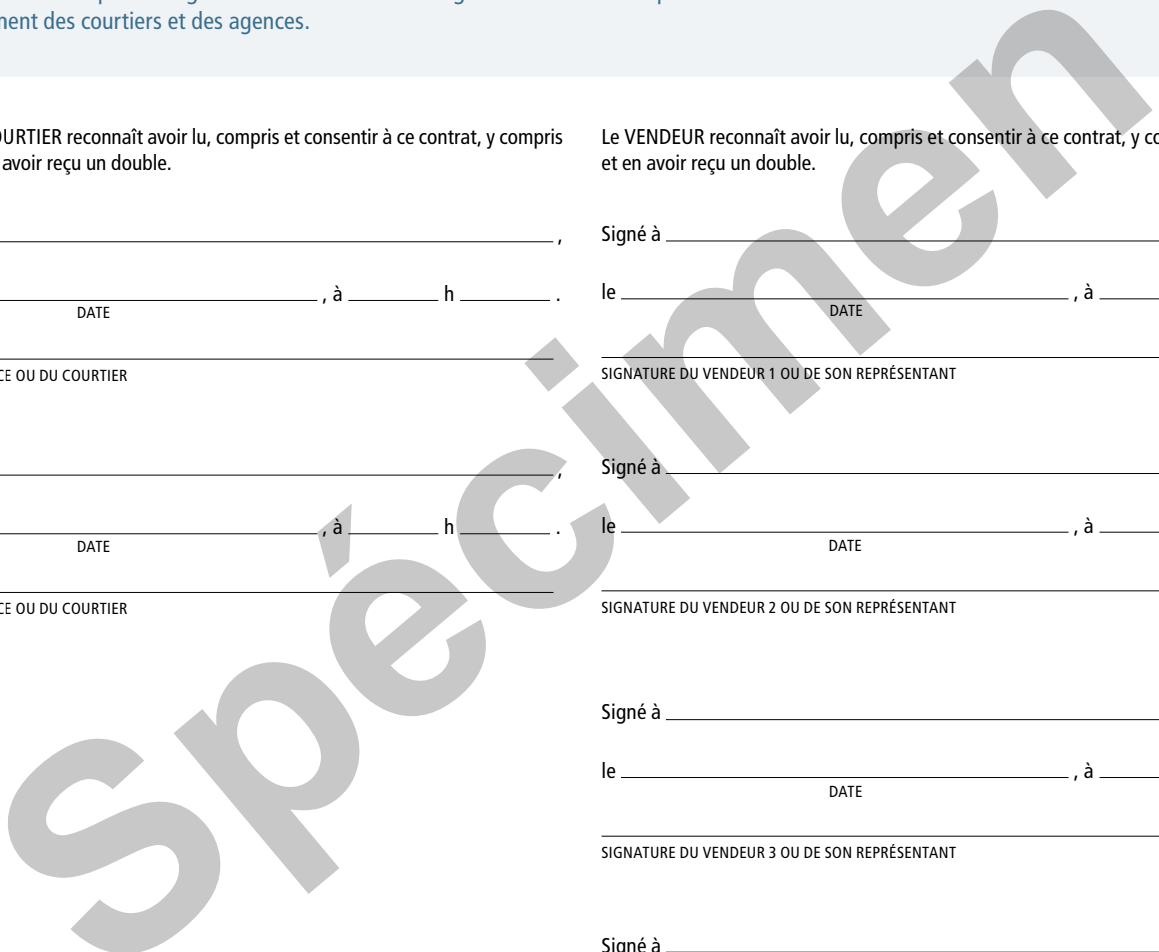 ment des courtiers et des agences.
OURTIER reconnaît avoir lu, compris et consentir à ce contrat, y compris
avoir reçu un double.
,
, à h .
DATE
CE OU DU COURTIER
,
, à h .
DATE
CE OU DU COURTIER
Le VENDEUR reconnaît avoir lu, compris et consentir à ce contrat, y co
et en avoir reçu un double.
Signé à
le , à
DATE
SIGNATURE DU VENDEUR 1 OU DE SON REPRÉSENTANT
Signé à
le , à
DATE
SIGNATURE DU VENDEUR 2 OU DE SON REPRÉSENTANT
Signé à
le , à
DATE
SIGNATURE DU VENDEUR 3 OU DE SON REPRÉSENTANT
Signé à
Spécimen